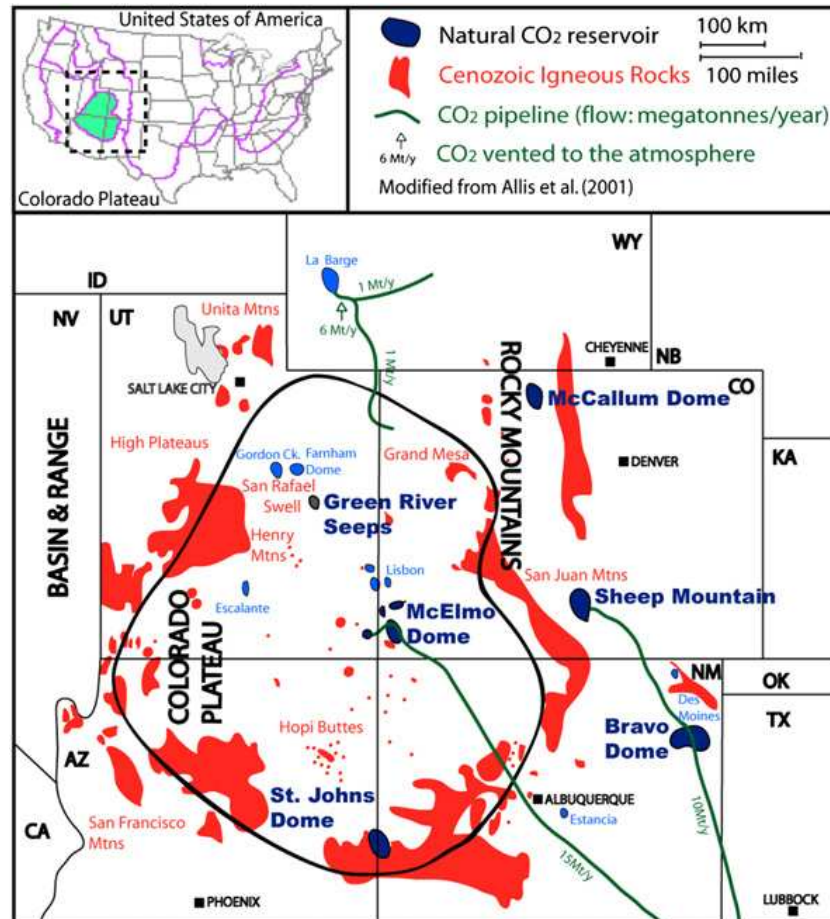 United States of America
Colorado Plateau
Natural CO2 reservoir
100 km
Cenozoic Igneous Rocks
100 miles
CO2 pipeline (flow: megatonnes/year)
6 Mt/y
CO2 vented to the atmosphere
Modified from Allis et al. (2001)
WY
La Barge
ID
1 Mt/y
NV
UT
Unita Mtns
6 Mt/y
1 Mt/y
ROCKY MOUNTAINS
CHEYENNE
NB
SALT LAKE CITY
McCallum Dome
CO
High Plateaus
Gordon Ck.
Farnham
Dome
Grand Mesa
DENVER
KA
San Rafael
Swell
Green River
Seeps
BASIN & RANGE
Henry
Mtns
Lisbon
San Juan Mtns
Escalante
McElmo
Dome
Sheep Mountain
COLORADO
PLATEAU
NM
OK
Des
Moines
TX
Hopi Buttes
Bravo
Dome
AZ
St. Johns
Dome
ALBUQUERQUE
Estancia
10Mt/y
CA
San Francisco
Mtns
15Mt/y
PHOENIX
LUBBOCK